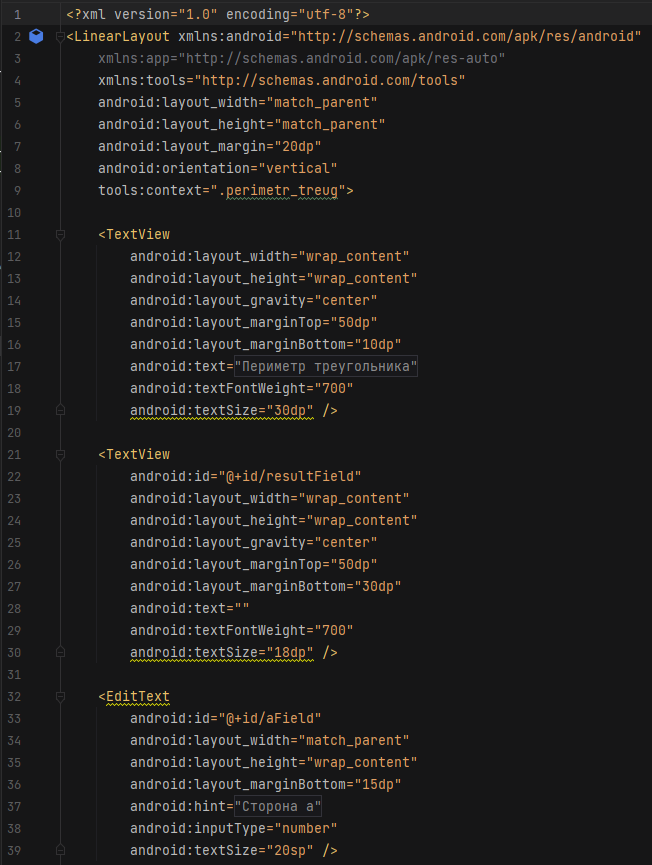 1 <?xml version="1.0" encoding="utf-8"?>
2 <LinearLayout xmlns:android="http://schemas.android.com/apk/res/android"
3 xmlns:app="http://schemas.android.com/apk/res-auto"
4 xmlns:tools="http://schemas.android.com/tools"
5 android:layout_width="match_parent"
6 android:layout_height="match_parent"
7 android:layout_margin="20dp"
8 android:orientation="vertical"
9 tools:context=".perimetr_treug">
10
11 <TextView
12 android:layout_width="wrap_content"
13 android:layout_height="wrap_content"
14 android:layout_gravity="center"
15 android:layout_marginTop="50dp"
16 android:layout_marginBottom="10dp"
17 android:text="Периметр треугольника"
18 android:textFontWeight="700"
19 android:textSize="30dp" />
20
21 <TextView
22 android:id="@+id/resultField"
23 android:layout_width="wrap_content"
24 android:layout_height="wrap_content"
25 android:layout_gravity="center"
26 android:layout_marginTop="50dp"
27 android:layout_marginBottom="30dp"
28 android:text=""
29 android:textFontWeight="700"
30 android:textSize="18dp" />
31
32 <EditText
33 android:id="@+id/aField"
34 android:layout_width="match_parent"
35 android:layout_height="wrap_content"
36 android:layout_marginBottom="15dp"
37 android:hint="Сторона a"
38 android:inputType="number"
39 android:textSize="20sp" />